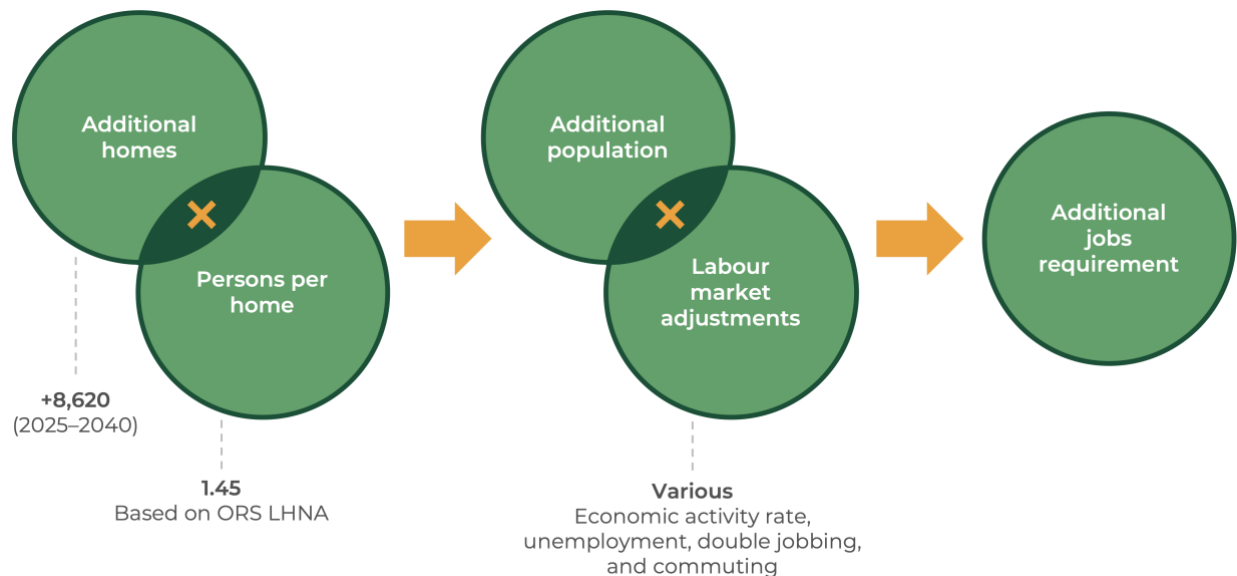 Additional
homes
Persons per
home
+8,620
(2025–2040)
1.45
Based on ORS LHNA
Additional
population
Labour
market
adjustments
Various
Economic activity rate,
unemployment, double jobbing,
and commuting
Additional
jobs
requirement